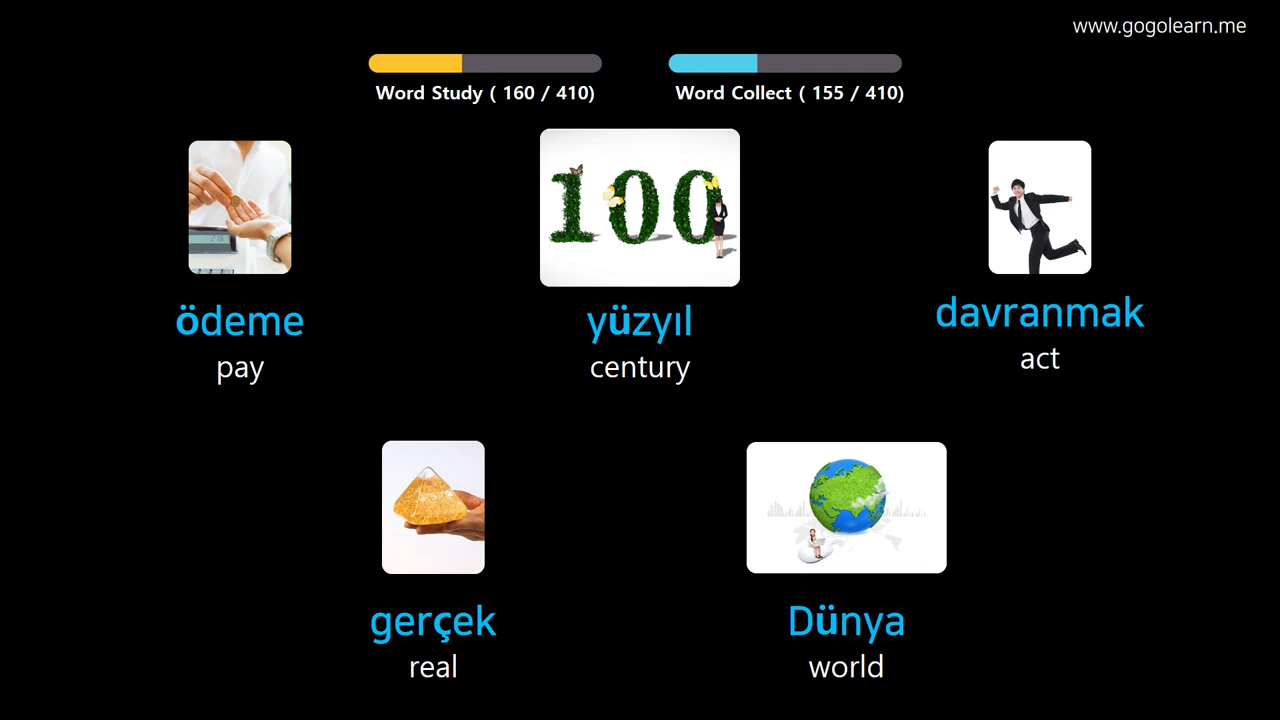 www.gogolearn.me
Word Study ( 160 / 410)
Word Collect ( 155 / 410)
100
ödeme
pay
yüzyıl
century
davranmak
act
gerçek
real
Dünya
world